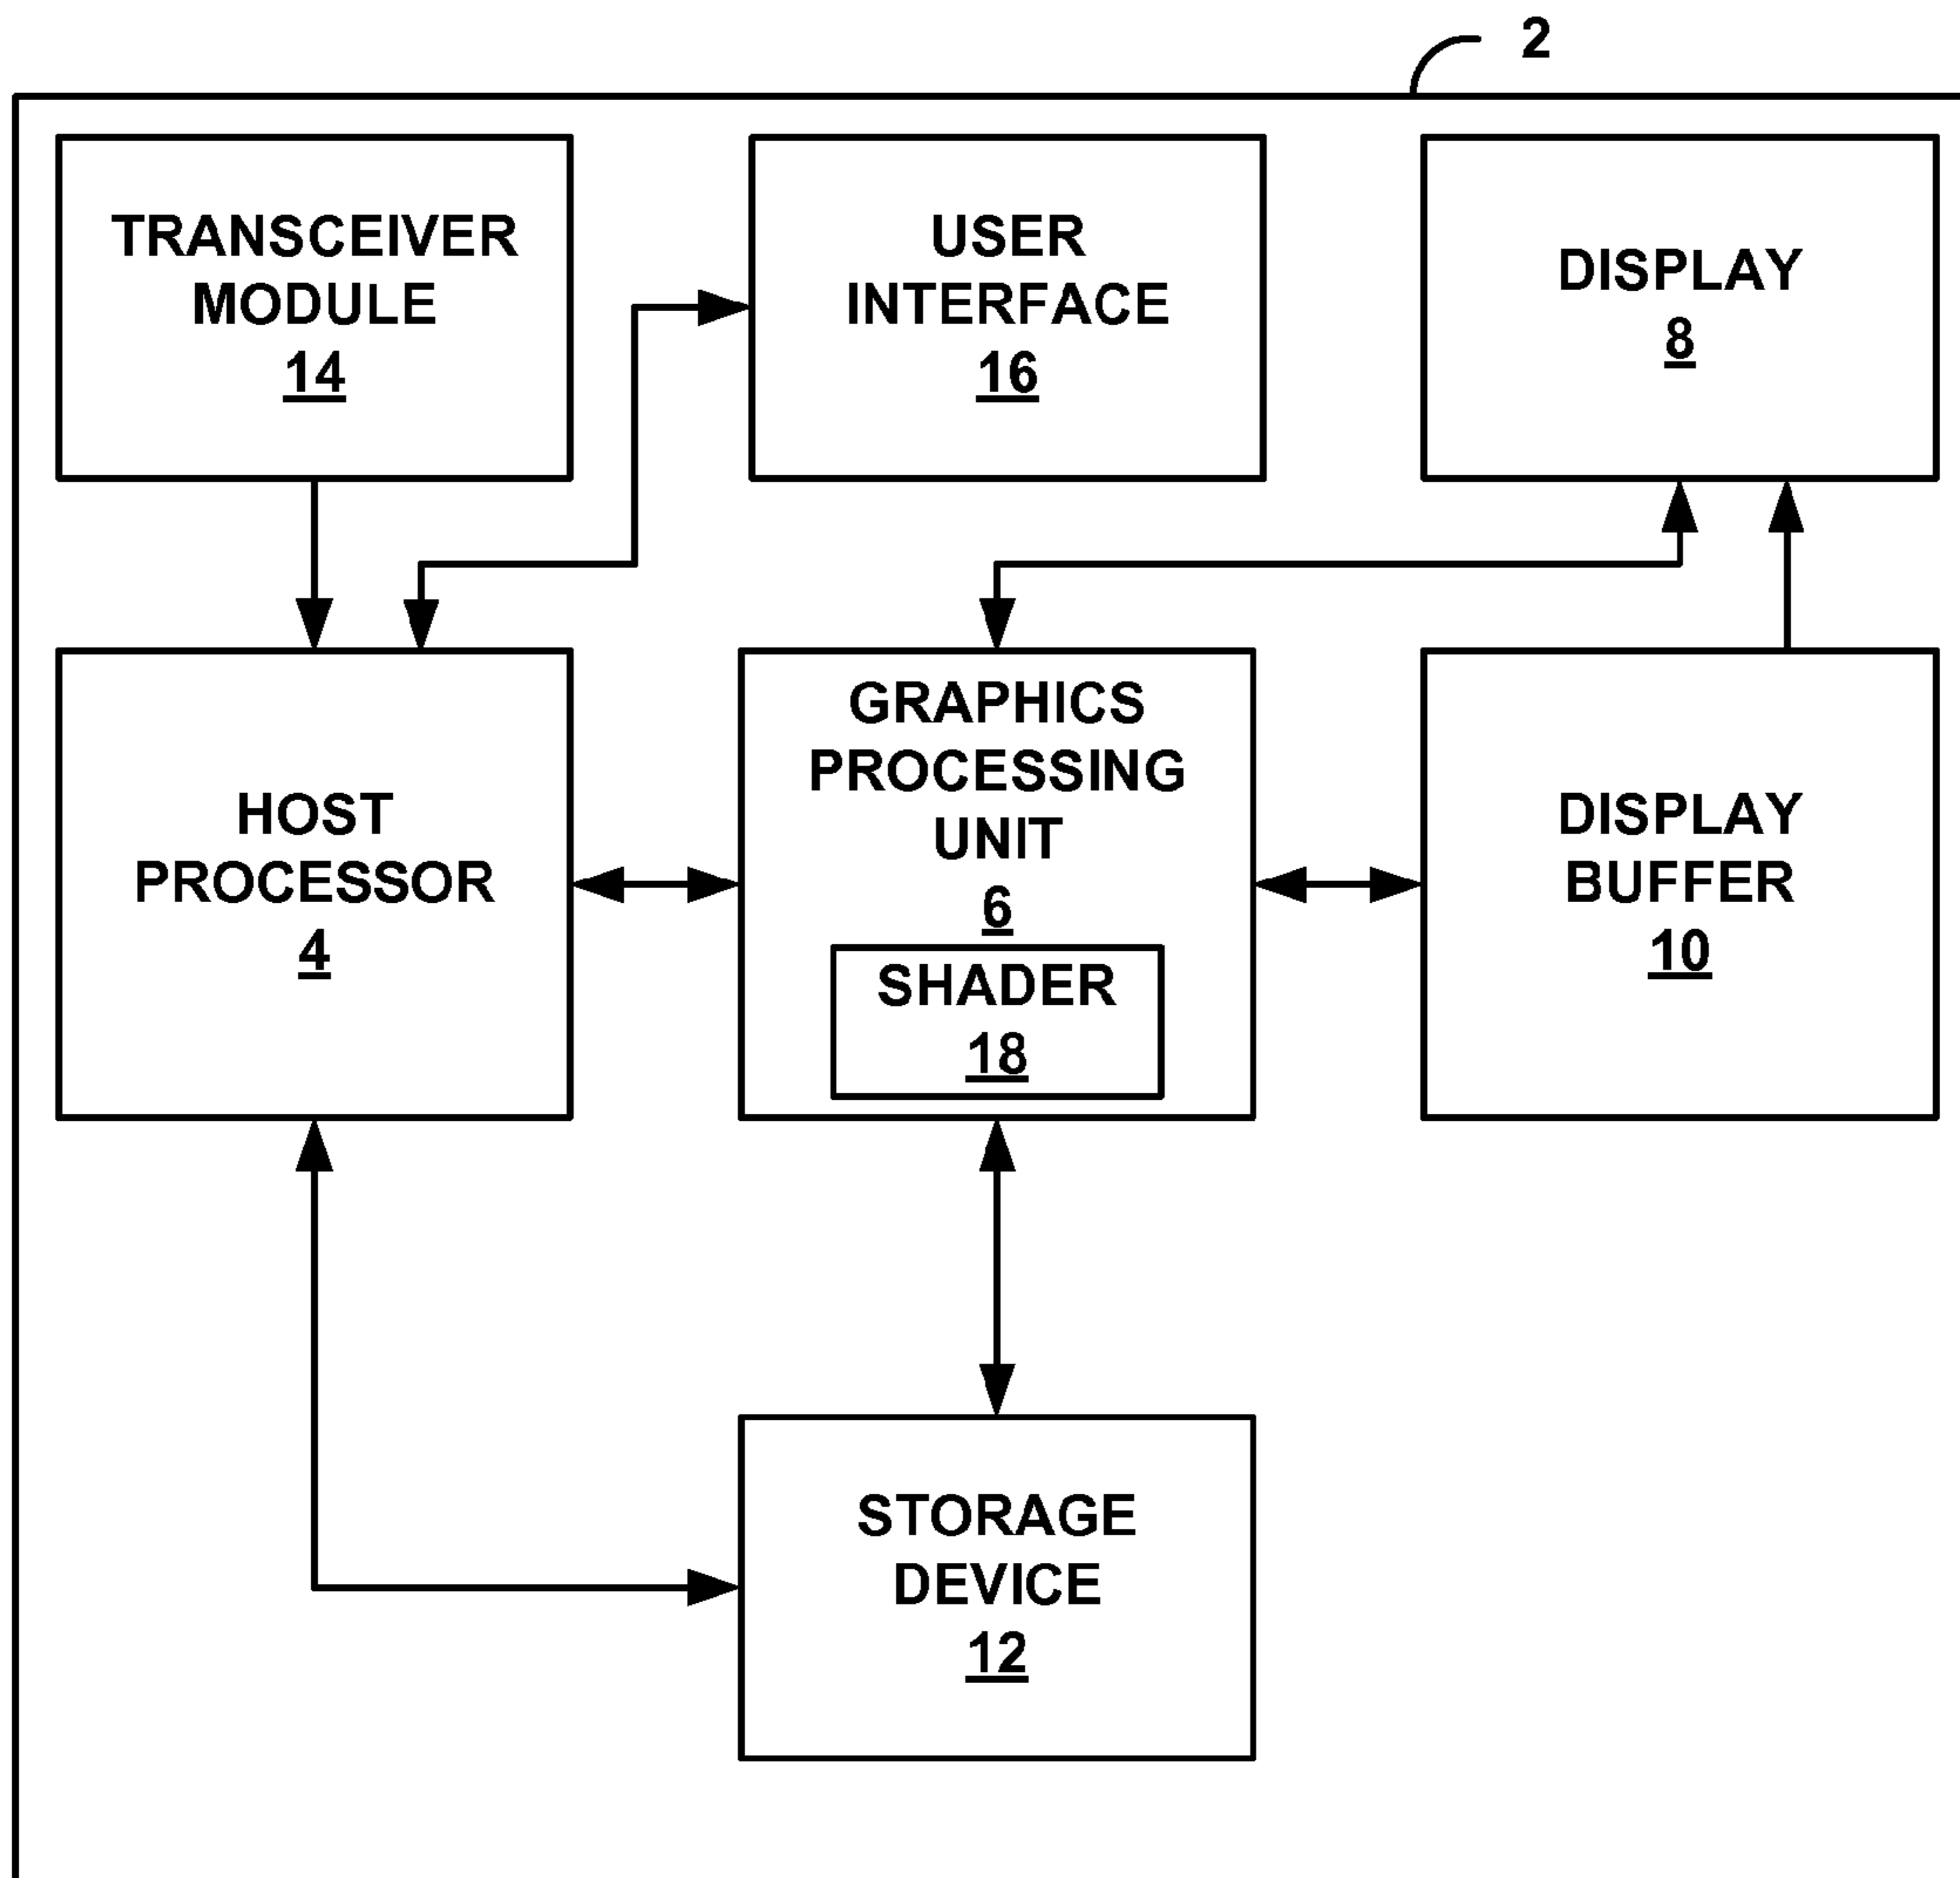 2
TRANSCEIVER
MODULE
14
USER
INTERFACE
16
DISPLAY
8
HOST
PROCESSOR
4
GRAPHICS
PROCESSING
UNIT
6
SHADER
18
DISPLAY
BUFFER
10
STORAGE
DEVICE
12